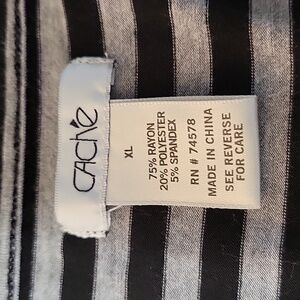 CACHE
XL
75% RAYON
20% POLYESTER
5% SPANDEX
RN # 74578
MADE IN CHINA
SEE REVERSE
FOR CARE